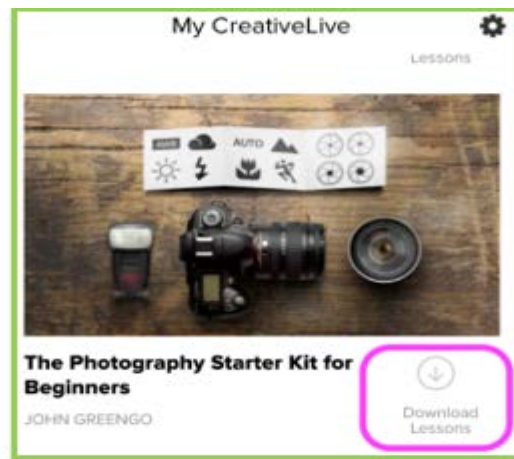 My CreativeLive
Lessons
AUTO
The Photography Starter Kit for
Beginners
JOHN GREENGO
Download
Lessons